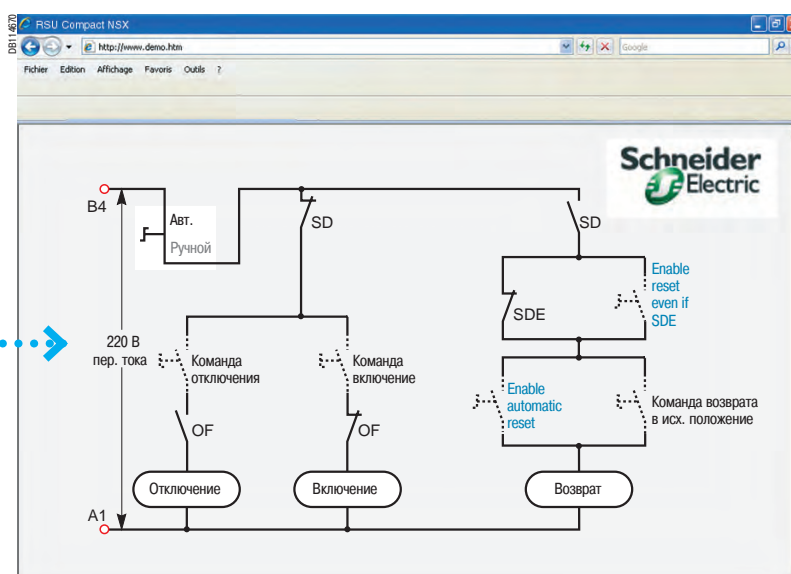 DB114670
RSU Compact NSX
http://www.demo.htm
Google
Fichier Edition Affichage Favoris Outils ?
Schneider
Electric
B4
Авт.
Ручной
SD
SD
Enable
reset
even if
SDE
SDE
220 В
пер. тока
Команда
отключения
Команда
включение
Enable
automatic
reset
Команда возврата
в исх. положение
OF
OF
Отключение
Включение
Возврат
A1